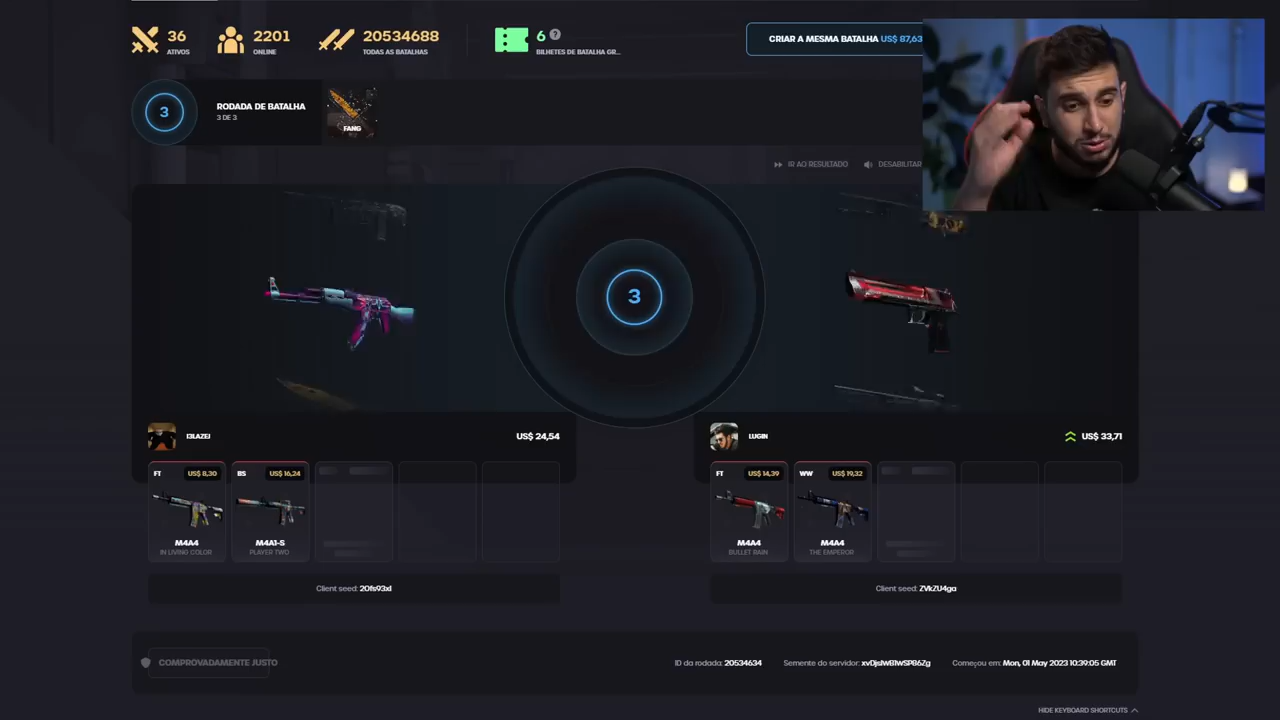 36
ATIVOS
2201
ONLINE
20534688
TODAS AS BATALHAS
6 ?
BILHETES DE BATALHA GR...
CRIAR A MESMA BATALHA US$ 87,63
3
RODADA DE BATALHA
3 DE 3
FANG
IR AO RESULTADO
DESABILITAR
3
I3LAZEJ
US$ 24,54
LUGIN
US$ 33,71
FT US$ 8,30
BS US$ 16,24
FT US$ 14,39
WW US$ 19,32
M4A4
IN LIVING COLOR
M4A1-S
PLAYER TWO
M4A4
BULLET RAIN
M4A4
THE EMPEROR
Client seed: 20fs93xl
Client seed: ZVkZU4ga
COMPROVADAMENTE JUSTO
ID da rodada: 20534634
Semente do servidor: xvDjslwB1wSPB6Zg
Começou em: Mon, 01 May 2023 10:39:05 GMT
HIDE KEYBOARD SHORTCUTS